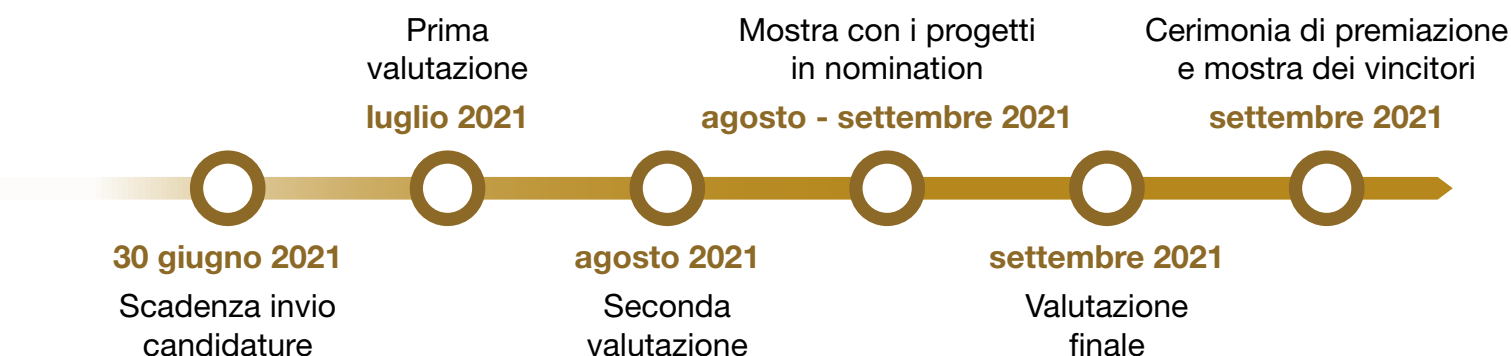 Prima
valutazione
luglio 2021
Mostra con i progetti
in nomination
agosto - settembre 2021
Cerimonia di premiazione
e mostra dei vincitori
settembre 2021
30 giugno 2021
Scadenza invio
candidature
agosto 2021
Seconda
valutazione
settembre 2021
Valutazione
finale